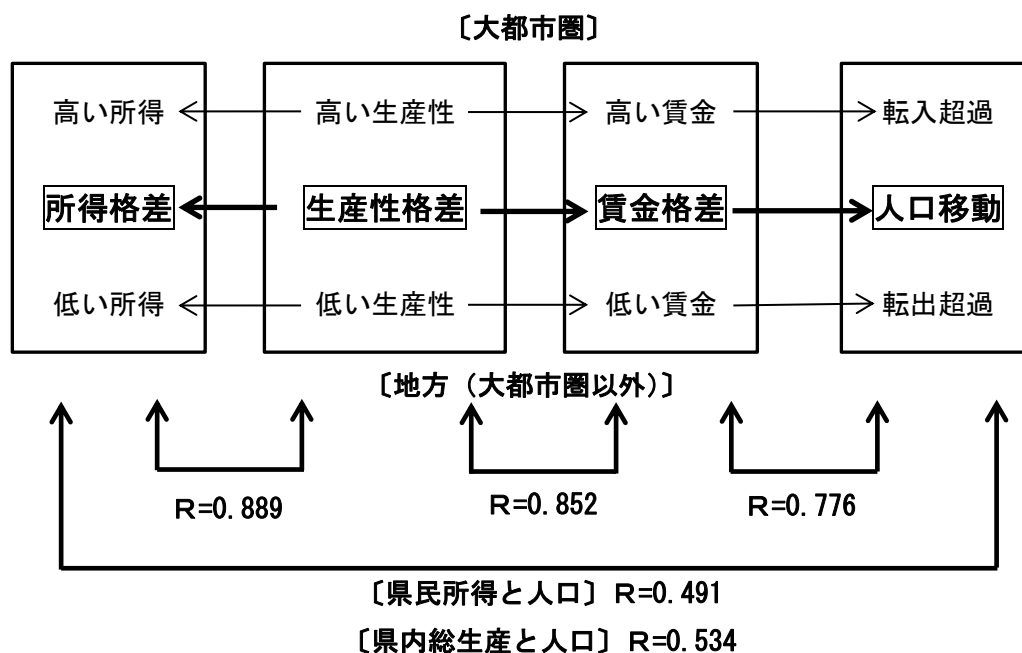 〔大都市圏〕
高い所得 高い生産性 高い賃金 転入超過
所得格差 生産性格差 賃金格差 人口移動
低い所得 低い生産性 低い賃金 転出超過
〔地方（大都市圏以外）〕
Ｒ=0.889 Ｒ=0.852 Ｒ=0.776
〔県民所得と人口〕Ｒ=0.491
〔県内総生産と人口〕Ｒ=0.534